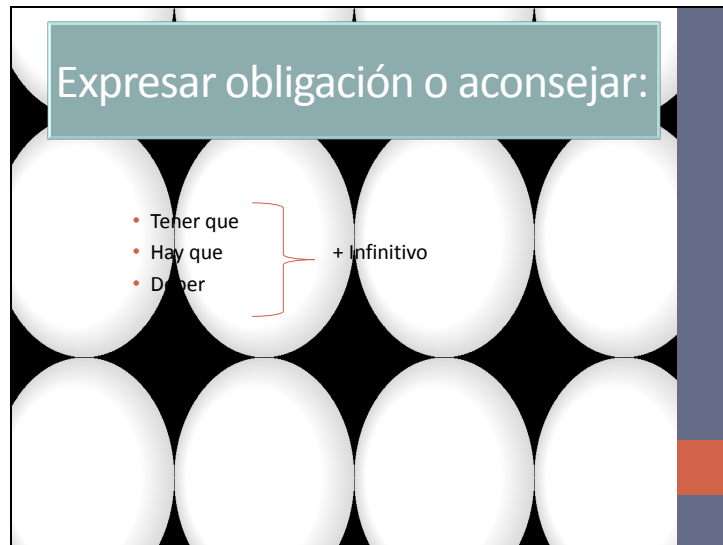 Expresar obligación o aconsejar:
• Tener que
• Hay que
• Deber
+ Infinitivo